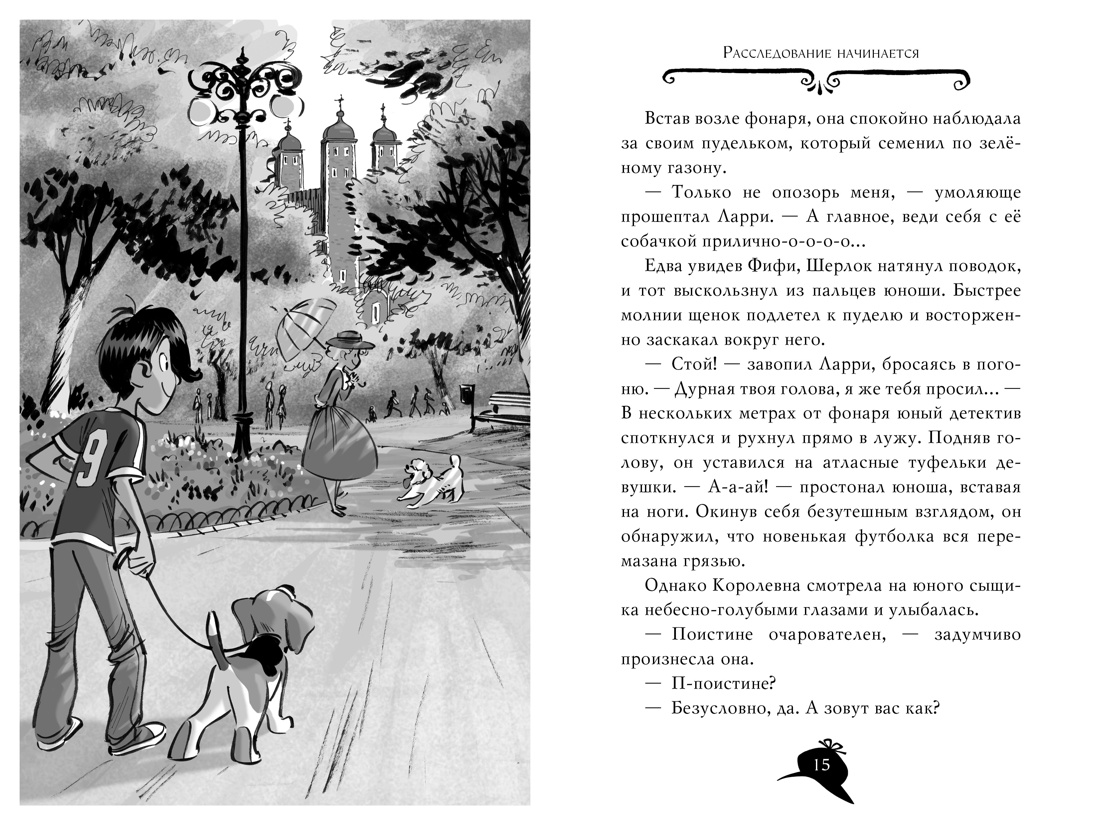 9
Расследование начинается
Встав возле фонаря, она спокойно наблюдала
за своим пудельком, который семенил по зелё-
ному газону.
— Только не опозорь меня, — умоляюще
прошептал Ларри. — А главное, веди себя с её
собачкой прилично-о-о-о-о…
Едва увидев Фифи, Шерлок натянул поводок,
и тот выскользнул из пальцев юноши. Быстрее
молнии щенок подлетел к пуделю и восторжен-
но заскакал вокруг него.
— Стой! — завопил Ларри, бросаясь в пого-
ню. — Дурная твоя голова, я же тебя просил… —
В нескольких метрах от фонаря юный детектив
споткнулся и рухнул прямо в лужу. Подняв го-
лову, он уставился на атласные туфельки де-
вушки. — А-а-ай! — простонал юноша, вставая
на ноги. Окинув себя безутешным взглядом, он
обнаружил, что новенькая футболка вся пере-
мазана грязью.
Однако Королевна смотрела на юного сыщи-
ка небесно-голубыми глазами и улыбалась.
— Поистине очарователен, — задумчиво
произнесла она.
— П-поистине?
— Безусловно, да. А зовут вас как?
15